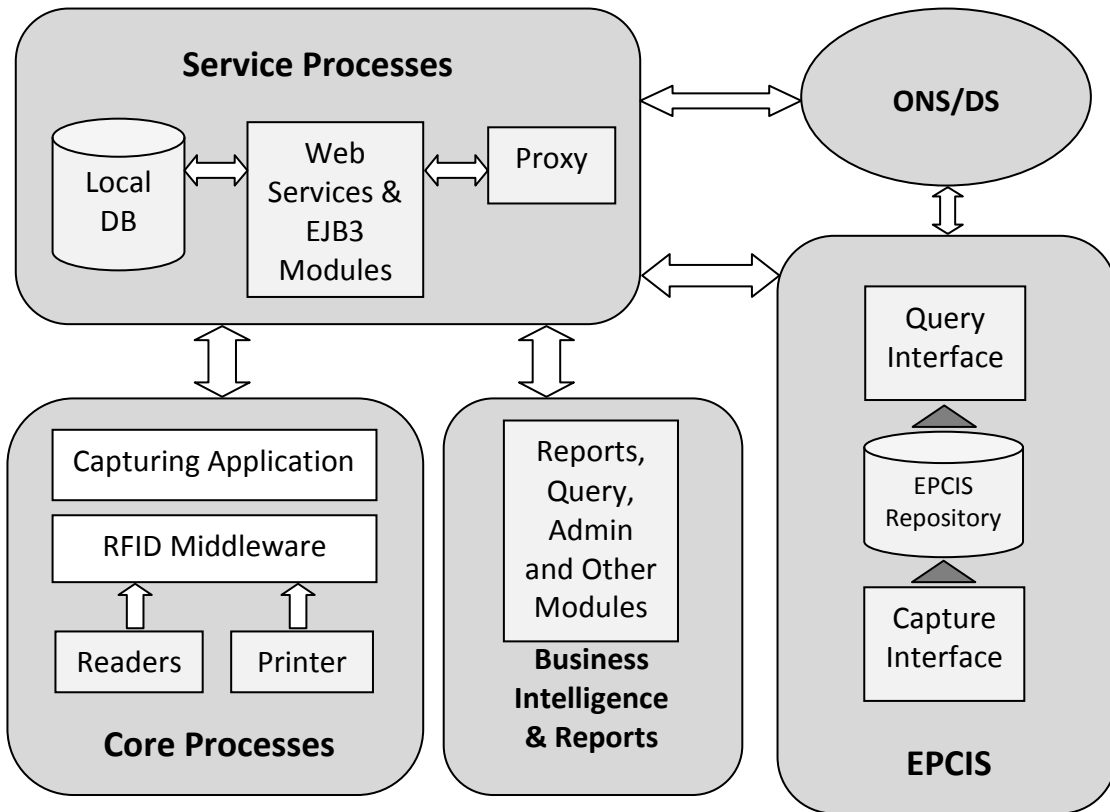 Service Processes
Local
DB
Web
Services &
EJB3
Modules
Proxy
ONS/DS
Capturing Application
RFID Middleware
Readers
Printer
Core Processes
Reports,
Query,
Admin
and Other
Modules
Business
Intelligence
& Reports
Query
Interface
EPCIS
Repository
Capture
Interface
EPCIS